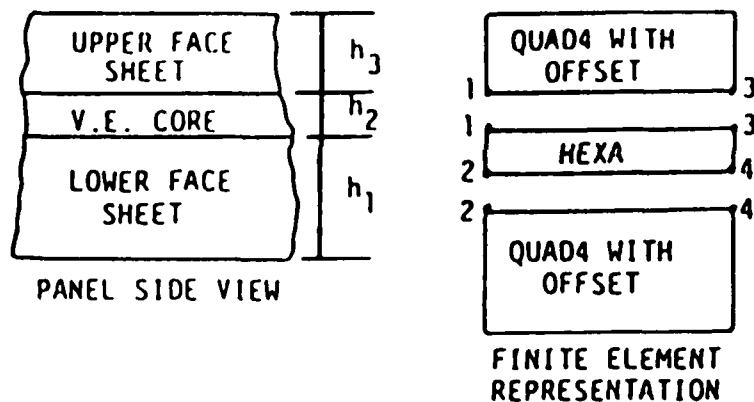 UPPER FACE
SHEET
h3
V.E. CORE
h2
LOWER FACE
SHEET
h1
PANEL SIDE VIEW
QUAD4 WITH
OFFSET
1
3
1
3
HEXA
2
4
2
4
QUAD4 WITH
OFFSET
FINITE ELEMENT
REPRESENTATION